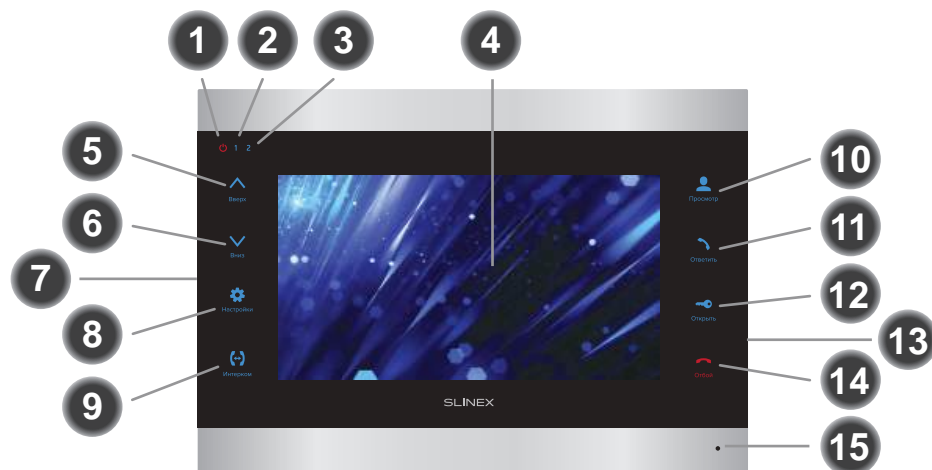 1
2
3
4
1 2
5
Вверх
10
Просмотр
6
Вниз
11
Ответить
7
8
Настройки
12
Открыть
13
9
Интерком
14
Отбой
SLINEX
15